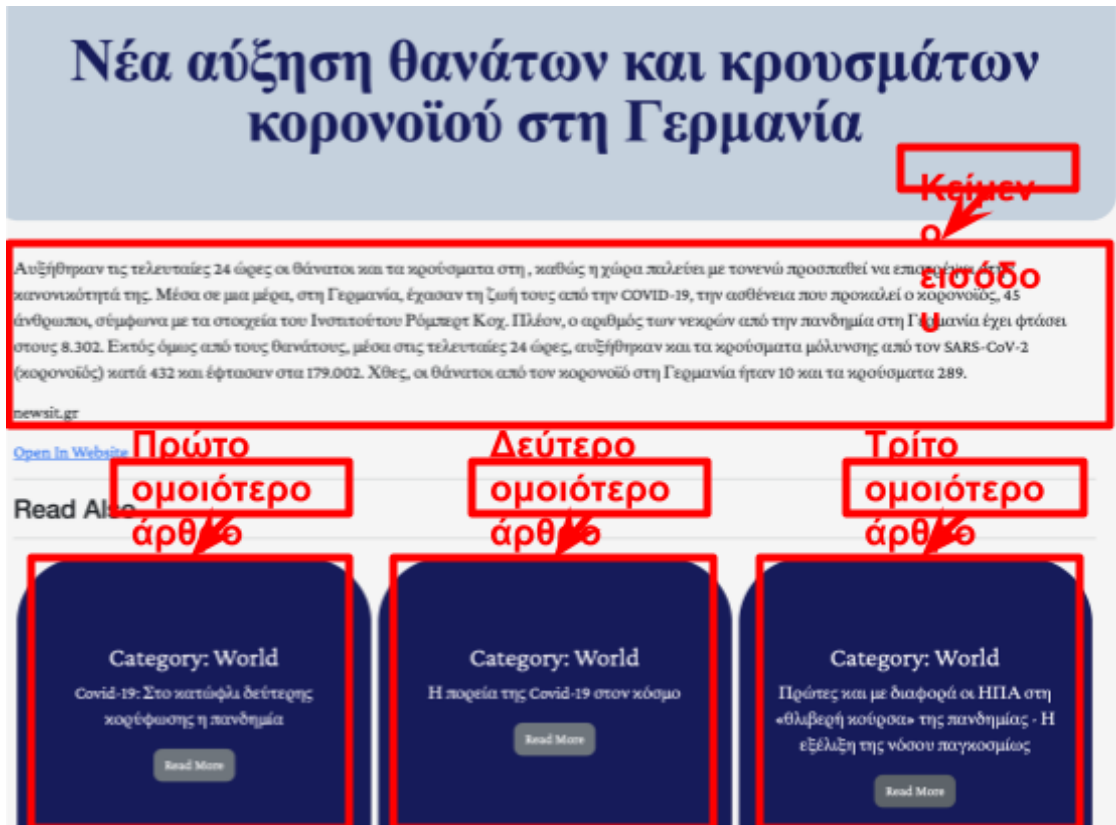 Νέα αύξηση θανάτων και κρουσμάτων
κορονοϊού στη Γερμανία
Κείμεν
ο
εισόδο
υ
Αυξήθηκαν τις τελευταίες 24 ώρες οι θάνατοι και τα κρούσματα στη , καθώς η χώρα παλεύει με τονενώ προσπαθεί να
κανονικότητά της. Μέσα σε μια μέρα, στη Γερμανία, έχασαν τη ζωή τους από την COVID-19, την ασθένεια που προκαλεί ο κορονοϊός, 45
άνθρωποι, σύμφωνα με τα στοιχεία του Ινστιτούτου Ρόμπερτ Κοχ. Πλέον, ο αριθμός των νεκρών από την πανδημία στη Γερμανία έχει φτάσει
στους 8.302. Εκτός όμως από τους θανάτους, μέσα στις τελευταίες 24 ώρες, αυξήθηκαν και τα κρούσματα μόλυνσης από τον SARS-CoV-2
(κορονοϊός) κατά 432 και έφτασαν στα 179.002. Χθες, οι θάνατοι από τον κορονοϊό στη Γερμανία ήταν 10 και τα κρούσματα 289.
newsit.gr
Open In Website
Read Also
Πρώτο
ομοιότερο
άρθρο
Δεύτερο
ομοιότερο
άρθρο
Τρίτο
ομοιότερο
άρθρο
Category: World
Covid-19: Στο κατώφλι δεύτερης
κορύφωσης η πανδημία
Read More
Category: World
Η πορεία της Covid-19 στον κόσμο
Read More
Category: World
Πρώτες και με διαφορά οι ΗΠΑ στη
«θλιβερή κούρσα» της πανδημίας - Η
εξέλιξη της νόσου παγκοσμίως
Read More